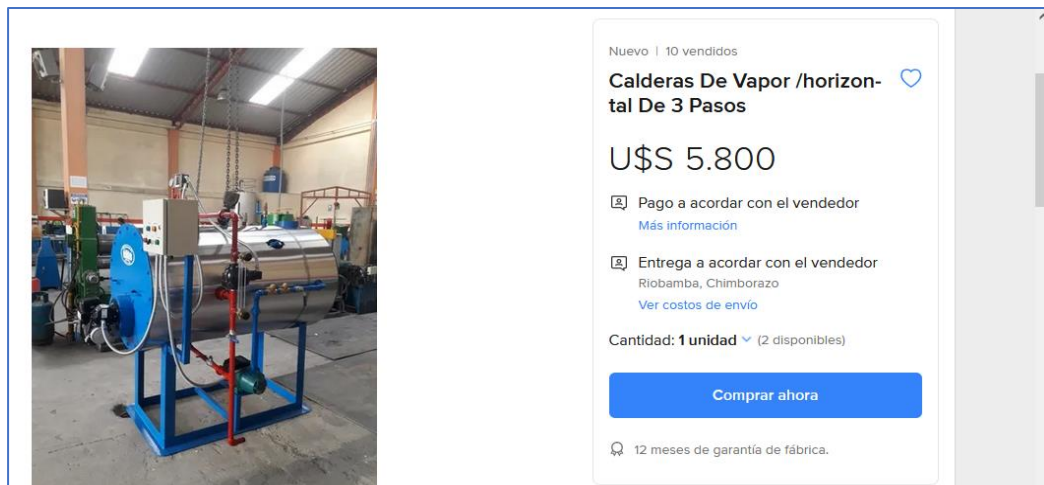 Nuevo | 10 vendidos
Calderas De Vapor /horizon-
tal De 3 Pasos
U$S 5.800
Pago a acordar con el vendedor
Más información
Entrega a acordar con el vendedor
Riobamba, Chimborazo
Ver costos de envío
Cantidad: 1 unidad (2 disponibles)
Comprar ahora
12 meses de garantía de fábrica.